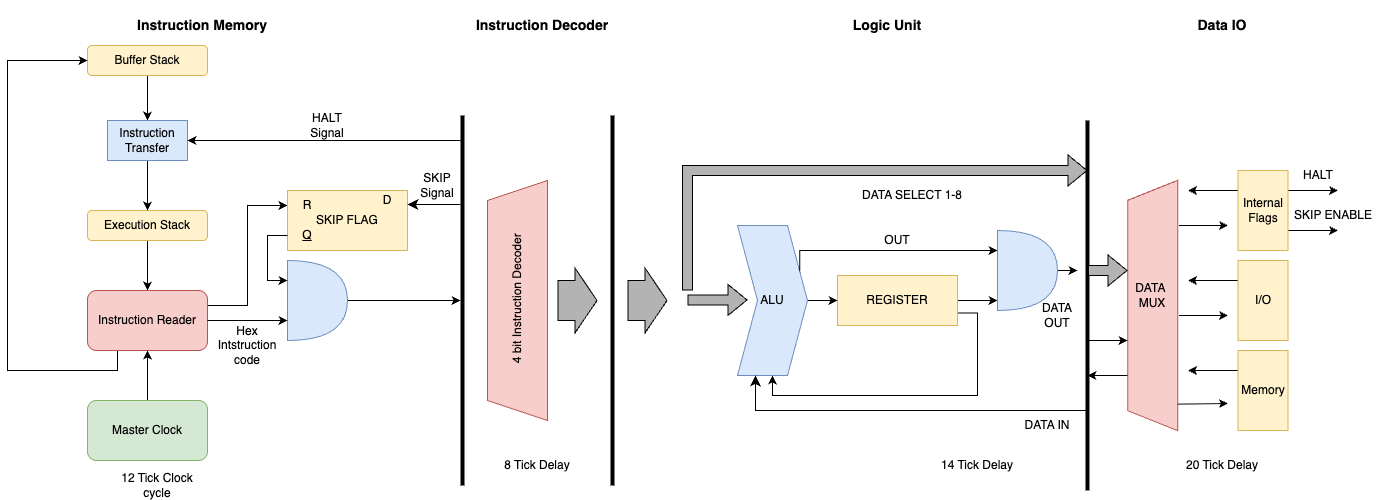 Instruction Memory
Instruction Decoder
Logic Unit
Data IO
Buffer Stack
Instruction
Transfer
HALT
Signal
SKIP
Signal
Execution Stack
R
D
SKIP FLAG
Q
Instruction Reader
Hex
Intstruction
code
Master Clock
12 Tick Clock
cycle
4 bit Instruction Decoder
8 Tick Delay
DATA SELECT 1-8
OUT
ALU
REGISTER
DATA
OUT
DATA IN
14 Tick Delay
DATA
MUX
Internal
Flags
HALT
SKIP ENABLE
I/O
Memory
20 Tick Delay